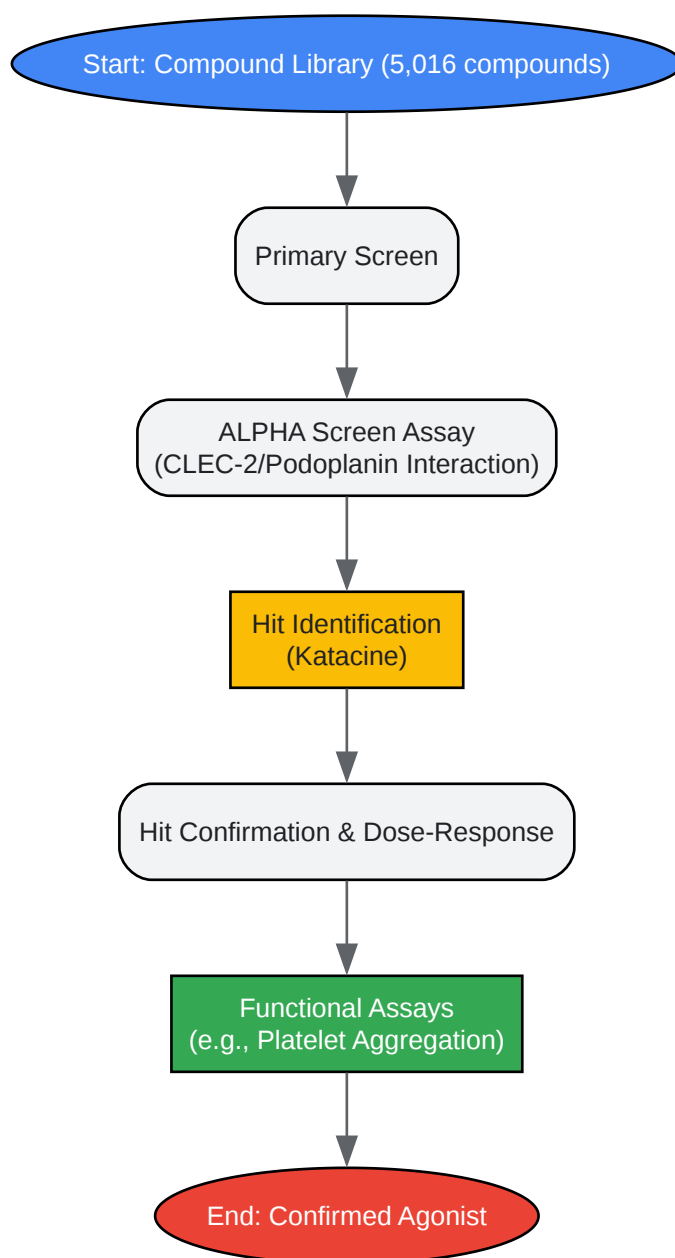 Start: Compound Library (5,016 compounds)
Primary Screen
ALPHA Screen Assay
(CLEC-2/Podoplanin Interaction)
Hit Identification
(Katacine)
Hit Confirmation & Dose-Response
Functional Assays
(e.g., Platelet Aggregation)
End: Confirmed Agonist